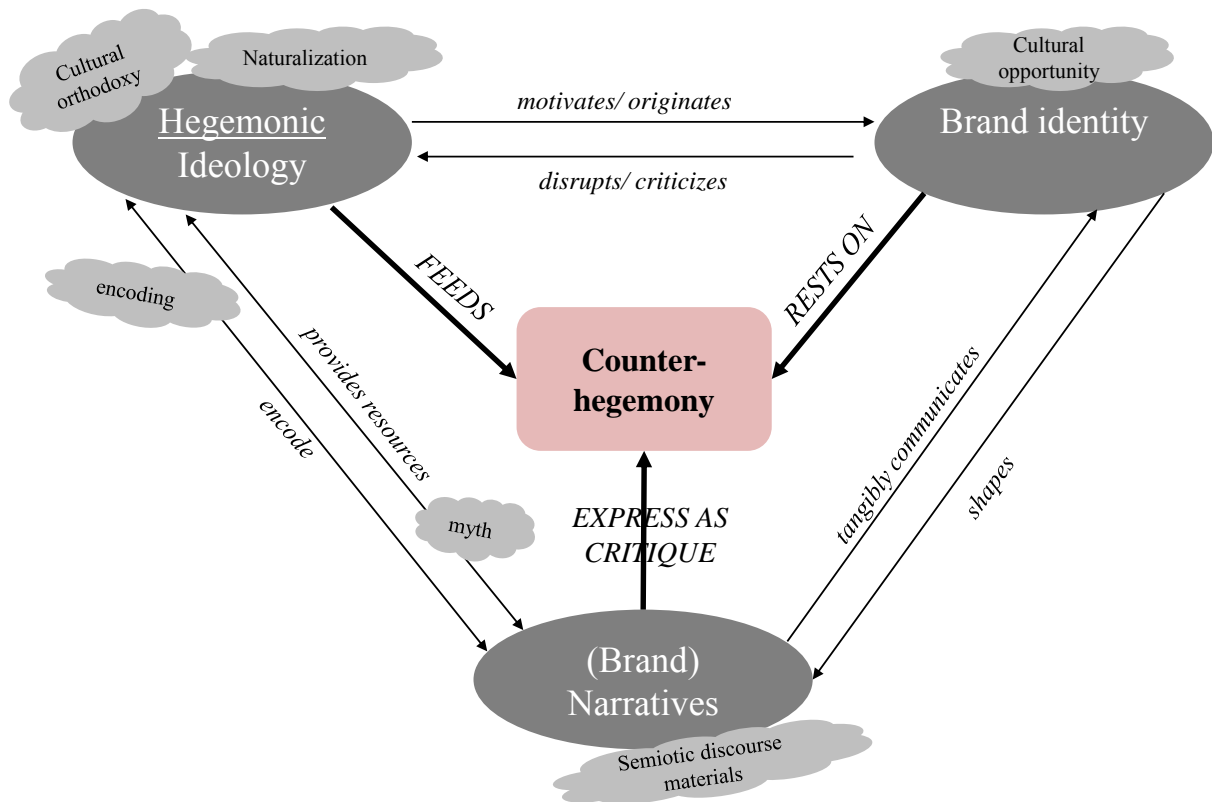 Cultural
orthodoxy
Naturalization
Cultural
opportunity
Hegemonic
Ideology
motivates/ originates
Brand identity
disrupts/ criticizes
FEEDS
RESTS ON
encoding
Counter-
hegemony
provides resources
encode
tangibly communicates
shapes
myth
EXPRESS AS
CRITIQUE
(Brand)
Narratives
Semiotic discourse
materials